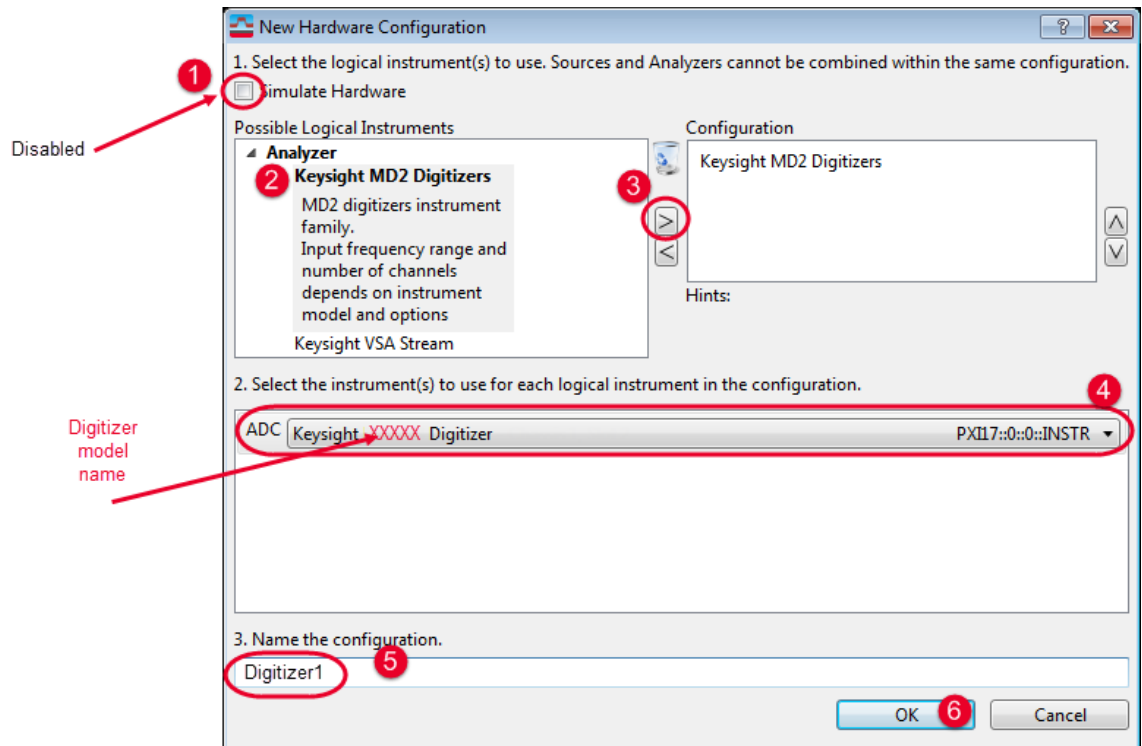 New Hardware Configuration
?
1. Select the logical instrument(s) to use. Sources and Analyzers cannot be combined within the same configuration.
1
Simulate Hardware
Disabled
Possible Logical Instruments
Configuration
Analyzer
2
Keysight MD2 Digitizers
MD2 digitizers instrument
family.
Input frequency range and
number of channels
depends on instrument
model and options
Keysight VSA Stream
3
>
<
Keysight MD2 Digitizers
Hints:
2. Select the instrument(s) to use for each logical instrument in the configuration.
4
Digitizer
model
name
ADC Keysight XXXXX Digitizer PXI17::0::0::INSTR
3. Name the configuration.
5
Digitizer1
OK 6 Cancel